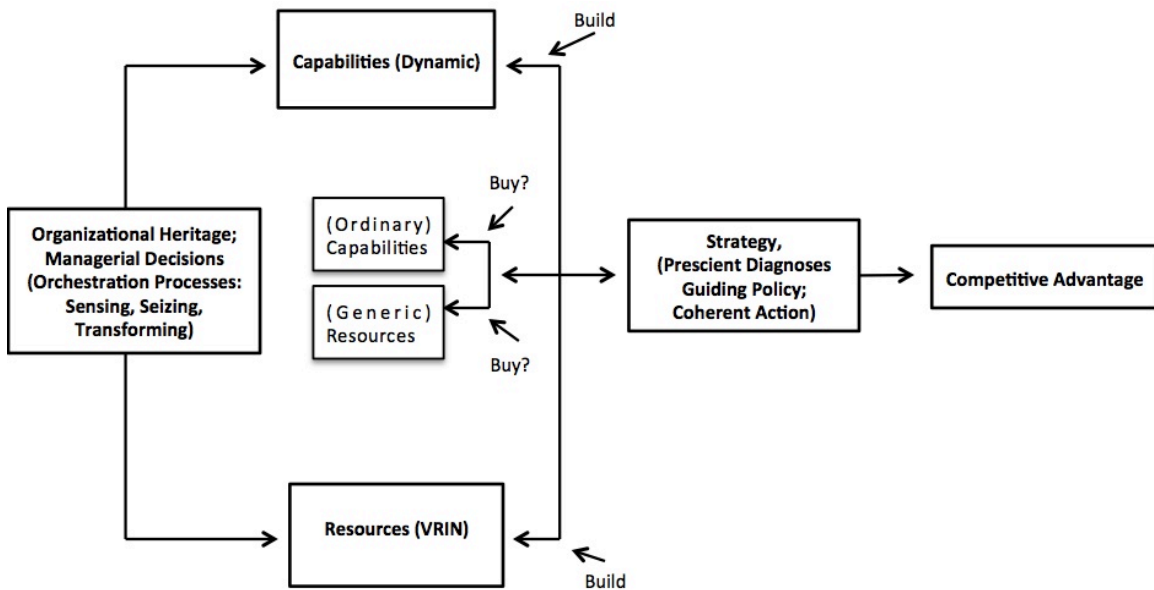 Build
Capabilities (Dynamic)
Buy?
(Ordinary)
Capabilities
Organizational Heritage;
Managerial Decisions
(Orchestration Processes:
Sensing, Seizing,
Transforming)
Strategy,
(Prescient Diagnoses
Guiding Policy;
Coherent Action)
Competitive Advantage
(Generic)
Resources
Buy?
Resources (VRIN)
Build